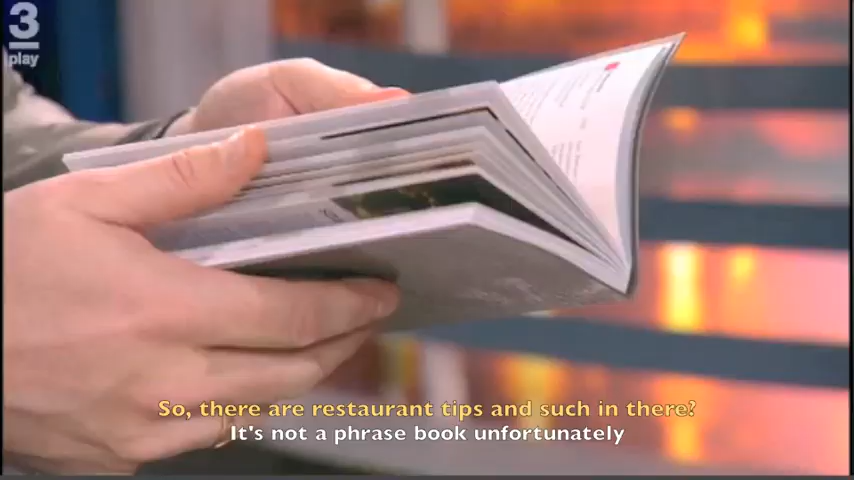 3
play
So, there are restaurant tips and such in there?
It's not a phrase book unfortunately